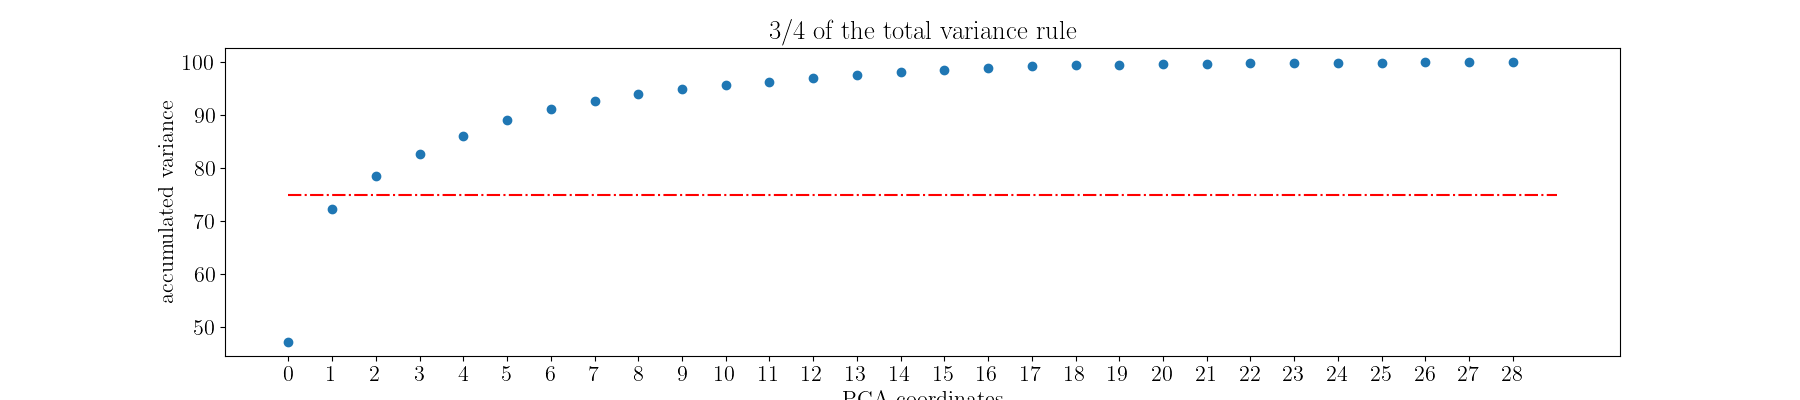 3/4 of the total variance rule
accumulated variance
100
90
80
70
60
50
0 1 2 3 4 5 6 7 8 9 10 11 12 13 14 15 16 17 18 19 20 21 22 23 24 25 26 27 28
PCA coordinates